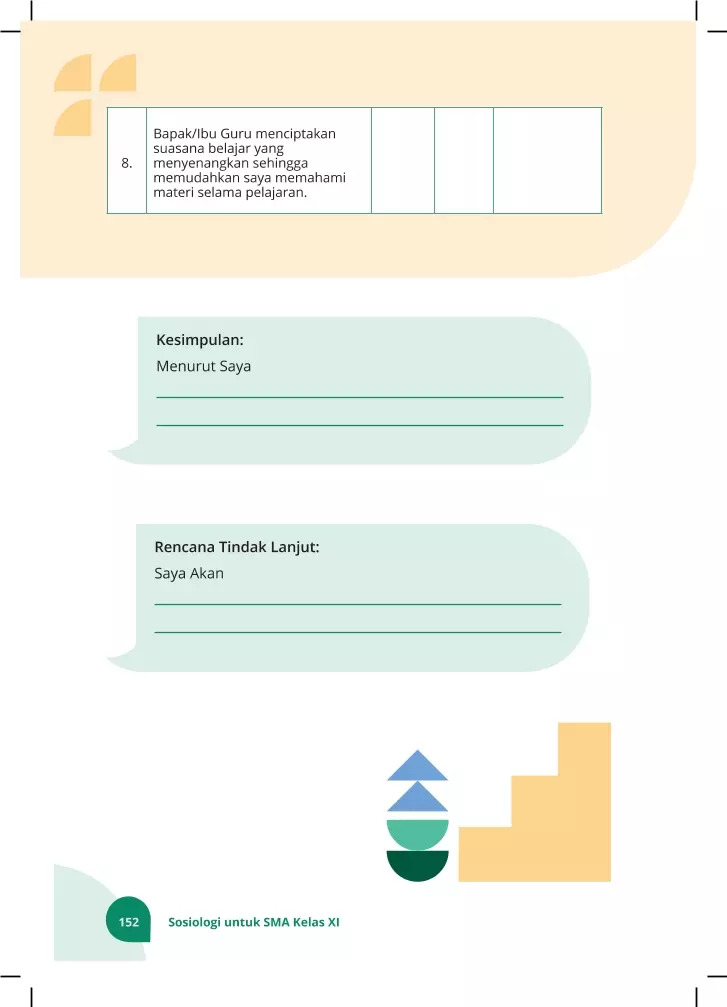 8.
Bapak/Ibu Guru menciptakan
suasana belajar yang
menyenangkan sehingga
memudahkan saya memahami
materi selama pelajaran.
Kesimpulan:
Menurut Saya
Rencana Tindak Lanjut:
Saya Akan
152
Sosiologi untuk SMA Kelas XI